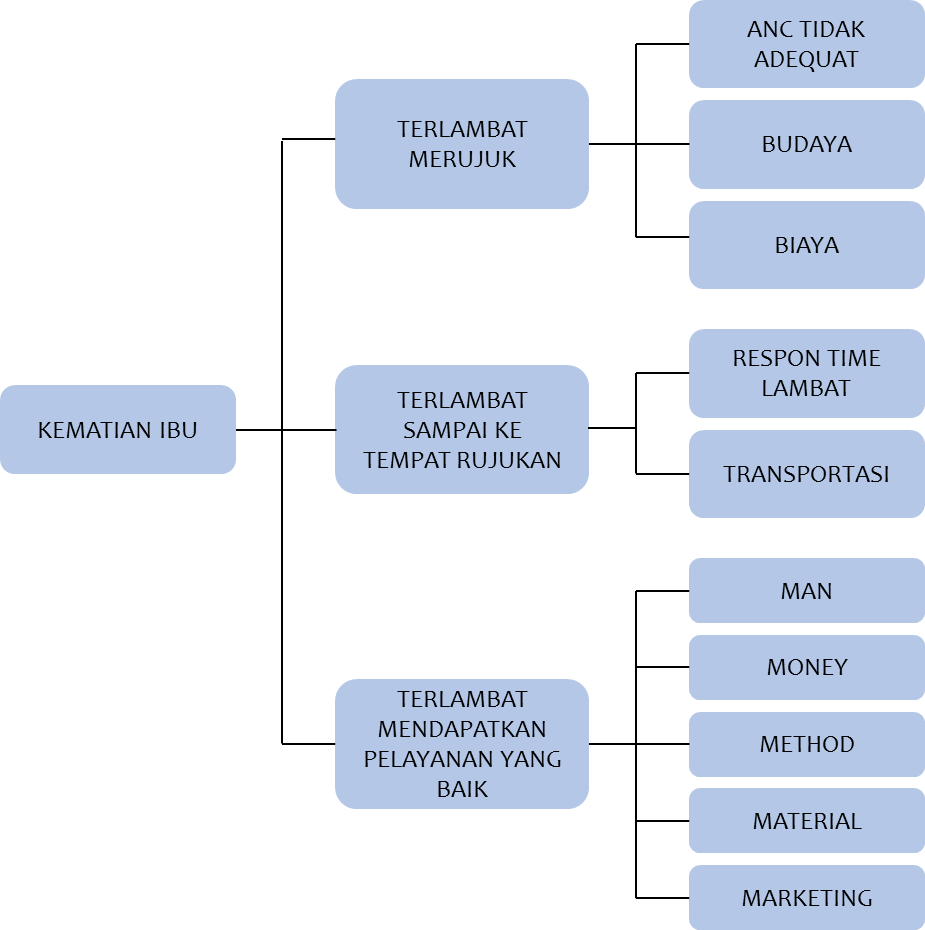 KEMATIAN IBU
TERLAMBAT
MERUJUK
ANC TIDAK
ADEQUAT
BUDAYA
BIAYA
TERLAMBAT
SAMPAI KE
TEMPAT RUJUKAN
RESPON TIME
LAMBAT
TRANSPORTASI
TERLAMBAT
MENDAPATKAN
PELAYANAN YANG
BAIK
MAN
MONEY
METHOD
MATERIAL
MARKETING